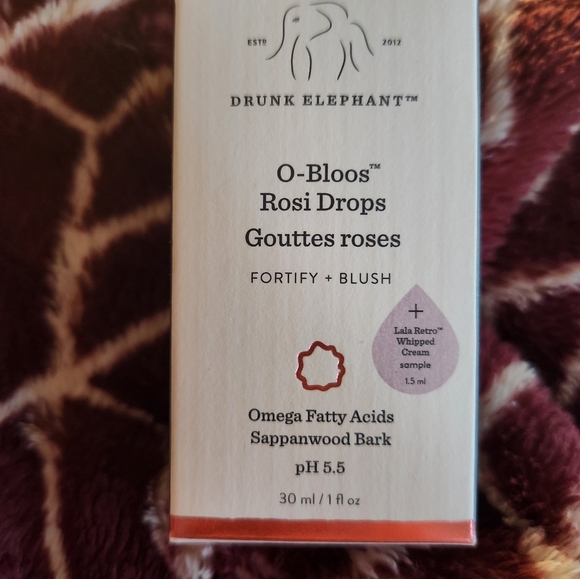 ESTD 2012
DRUNK ELEPHANT™
O-Bloos™
Rosi Drops
Gouttes roses
FORTIFY + BLUSH
+
Lala Retro™
Whipped
Cream
sample
1.5 ml
Omega Fatty Acids
Sappanwood Bark
pH 5.5
30 ml / 1 fl oz